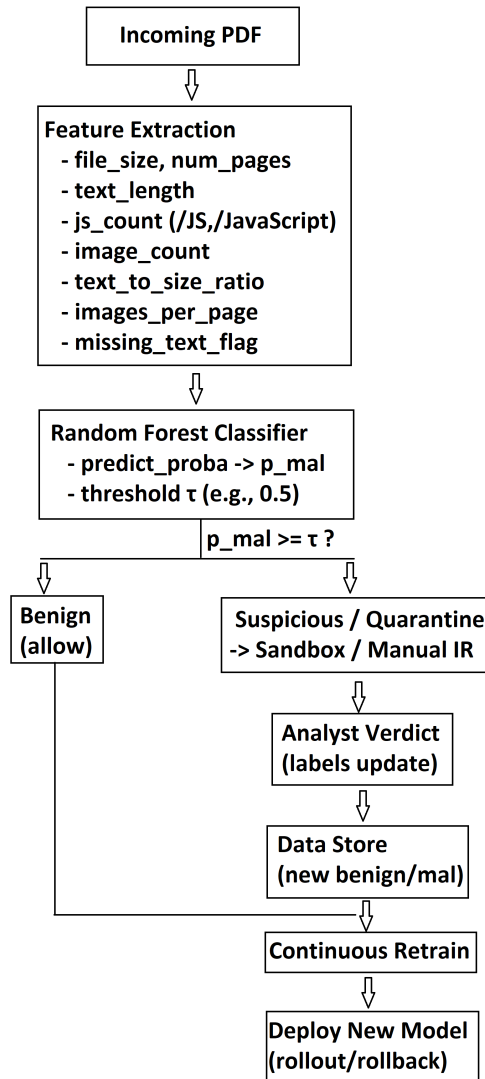 Incoming PDF
Feature Extraction
- file_size, num_pages
- text_length
- js_count (/JS,/JavaScript)
- image_count
- text_to_size_ratio
- images_per_page
- missing_text_flag
Random Forest Classifier
- predict_proba -> p_mal
- threshold τ (e.g., 0.5)
p_mal >= τ ?
Benign
(allow)
Suspicious / Quarantine
-> Sandbox / Manual IR
Analyst Verdict
(labels update)
Data Store
(new benign/mal)
Continuous Retrain
Deploy New Model
(rollout/rollback)